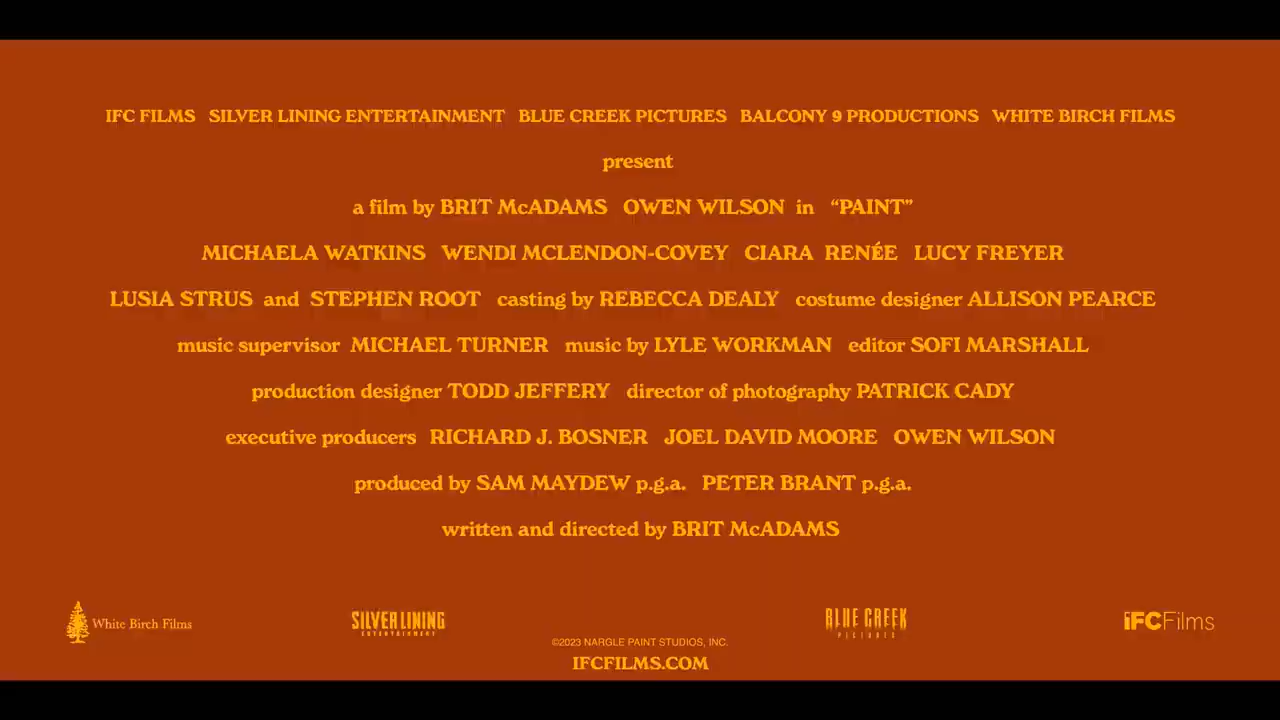 IFC FILMS SILVER LINING ENTERTAINMENT BLUE CREEK PICTURES BALCONY 9 PRODUCTIONS WHITE BIRCH FILMS
present
a film by BRIT McADAMS OWEN WILSON in “PAINT”
MICHAELA WATKINS WENDI MCLENDON-COVEY CIARA RENÉE LUCY FREYER
LUSIA STRUS and STEPHEN ROOT casting by REBECCA DEALY costume designer ALLISON PEARCE
music supervisor MICHAEL TURNER music by LYLE WORKMAN editor SOFI MARSHALL
production designer TODD JEFFERY director of photography PATRICK CADY
executive producers RICHARD J. BOSNER JOEL DAVID MOORE OWEN WILSON
produced by SAM MAYDEW p.g.a. PETER BRANT p.g.a.
written and directed by BRIT McADAMS
White Birch Films
SILVER LINING
ENTERTAINMENT
BLUE CREEK
PICTURES
IFC Films
©2023 NARGLE PAINT STUDIOS, INC.
IFCFILMS.COM